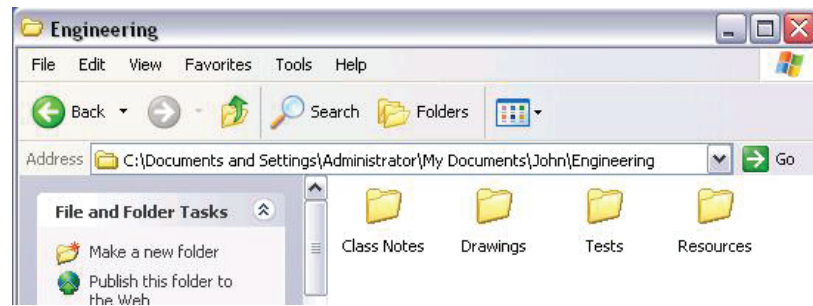 Engineering
File Edit View Favorites Tools Help
Back Search Folders
Address C:\Documents and Settings\Administrator\My Documents\John\Engineering Go
File and Folder Tasks
Make a new folder
Publish this folder to
the Web
Class Notes Drawings Tests Resources